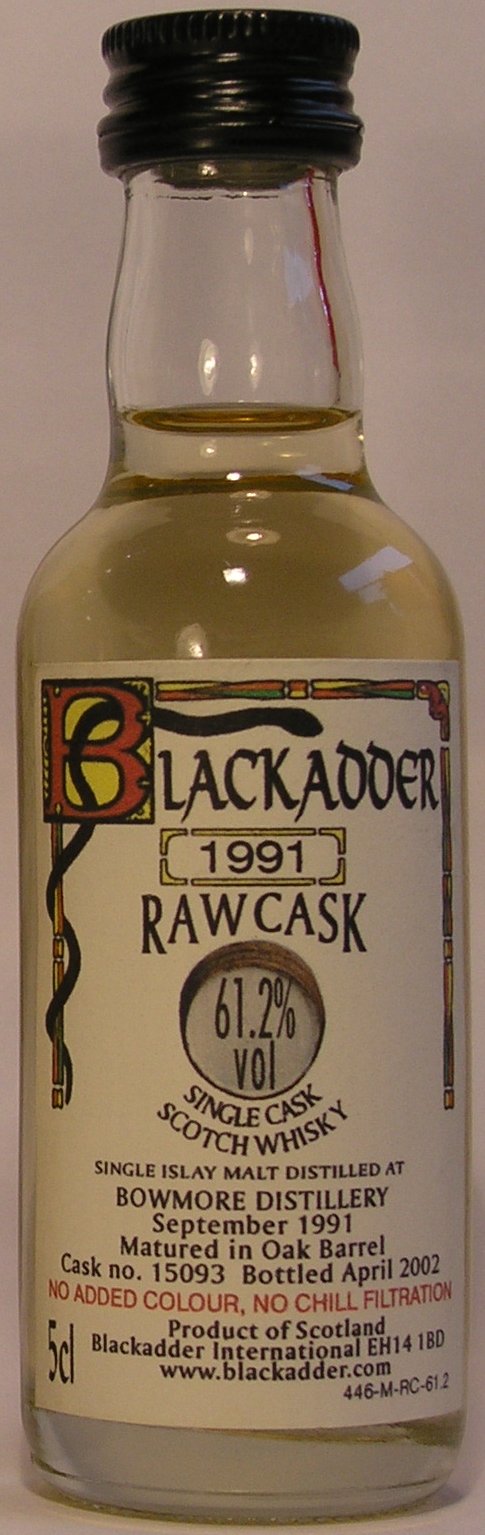 BLACKADDER
1991
RAW CASK
61.2%
vol
SINGLE CASK
SCOTCH WHISKY
SINGLE ISLAY MALT DISTILLED AT
BOWMORE DISTILLERY
September 1991
Matured in Oak Barrel
Cask no. 15093 Bottled April 2002
NO ADDED COLOUR, NO CHILL FILTRATION
5cl
Product of Scotland
Blackadder International EH14 1BD
www.blackadder.com
446-M-RC-61.2